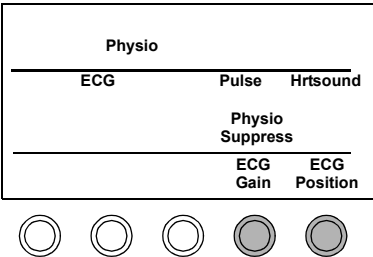 Physio
ECG Pulse Hrtsound
Physio
Suppress
ECG ECG
Gain Position